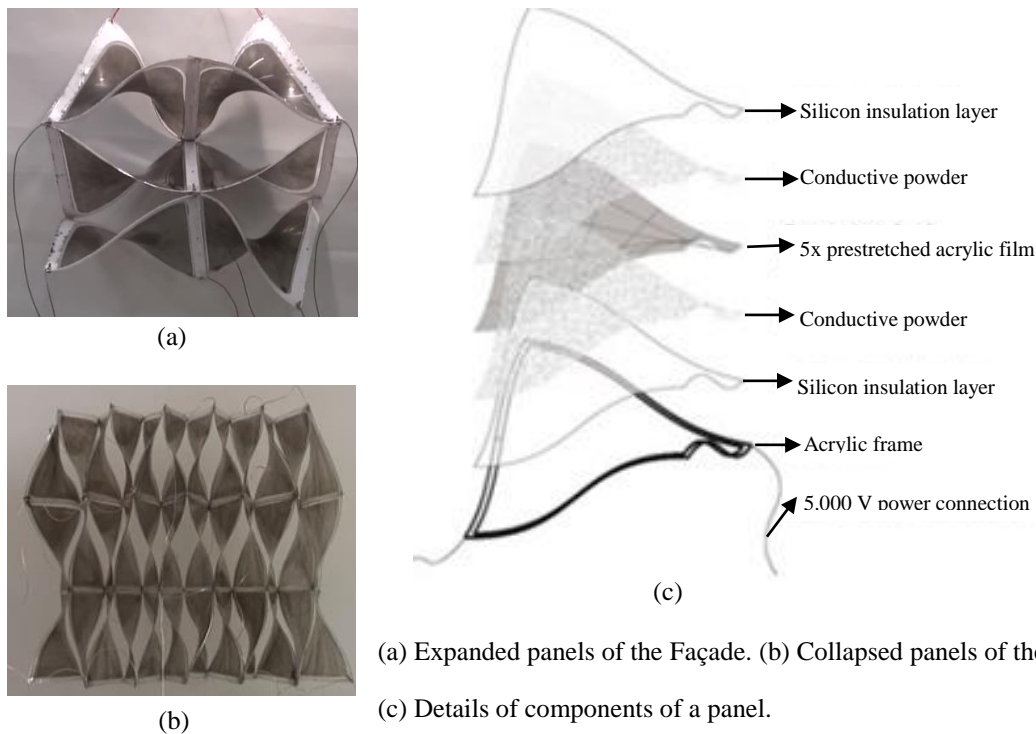 Silicon insulation layer
Conductive powder
5x prestretched acrylic film
Conductive powder
Silicon insulation layer
Acrylic frame
5.000 V power connection
(a)
(b)
(c)
(a) Expanded panels of the Façade. (b) Collapsed panels of the
(c) Details of components of a panel.